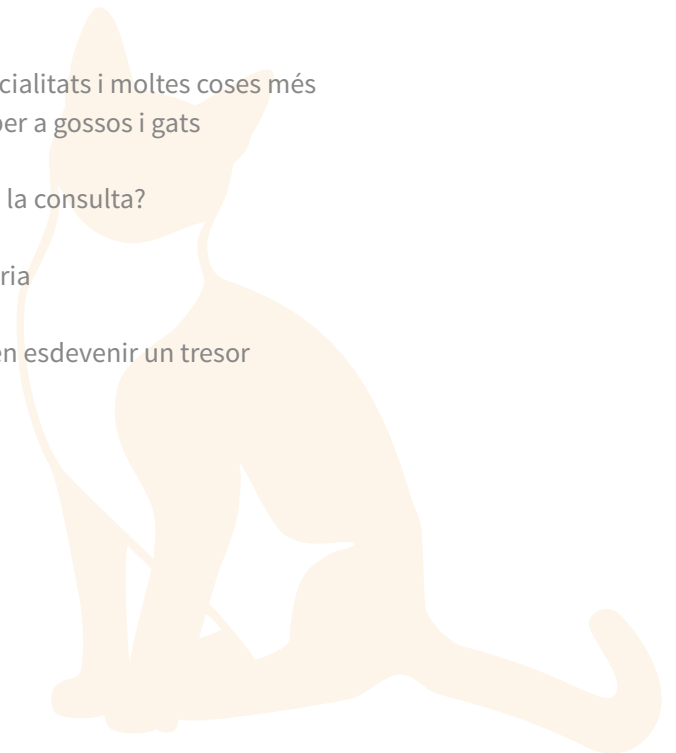 cialitats i moltes coses més
per a gossos i gats
la consulta?
ria
en esdevenir un tresor